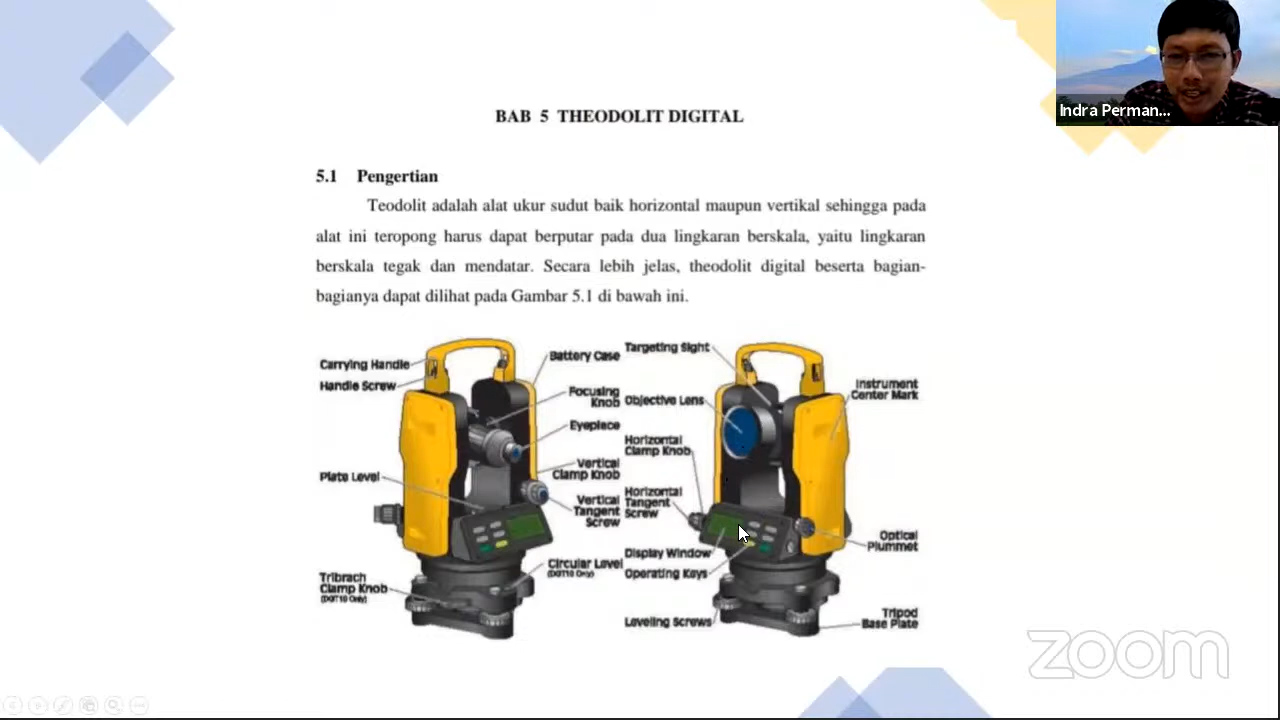 Indra Perman...
BAB 5 THEODOLIT DIGITAL
5.1 Pengertian
Teodolit adalah alat ukur sudut baik horizontal maupun vertikal sehingga pada
alat ini teropong harus dapat berputar pada dua lingkaran berskala, yaitu lingkaran
berskala tegak dan mendatar. Secara lebih jelas, theodolit digital beserta bagian-
bagianya dapat dilihat pada Gambar 5.1 di bawah ini.
Carrying Handle
Handle Screw
Plate Level
Tribrach
Clamp Knob
(DGT10 Only)
Battery Case
Focusing
Knob
Eyepiece
Vertical
Clamp Knob
Vertical
Tangent
Screw
Circular Level
(DGT10 Only)
Targeting Sight
Objective Lens
Horizontal
Clamp Knob
Horizontal
Tangent
Screw
Display Window
Operating Keys
Leveling Screws
Instrument
Center Mark
Optical
Plummet
Tripod
Base Plate
zoom